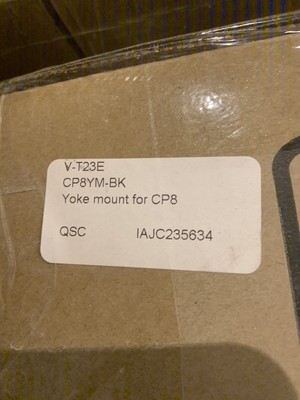 V-T23E
CP8YM-BK
Yoke mount for CP8
QSC IAJC235634